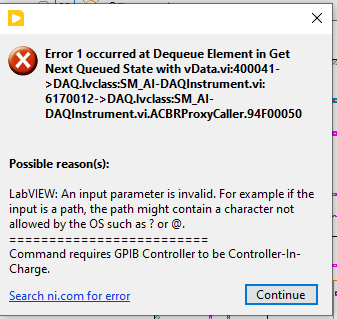 Error 1 occurred at Dequeue Element in Get
Next Queued State with vData.vi:400041-
>DAQ.lvclass:SM_AI-DAQInstrument.vi:
6170012->DAQ.lvclass:SM_AI-
DAQInstrument.vi.ACBRProxyCaller.94F00050
Possible reason(s):
LabVIEW: An input parameter is invalid. For example if the
input is a path, the path might contain a character not
allowed by the OS such as ? or @.
=========================
Command requires GPIB Controller to be Controller-In-
Charge.
Search ni.com for error
Continue